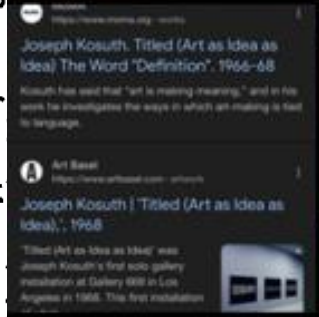 https://www.moma.org › works
Joseph Kosuth. Titled (Art as Idea as
Idea) The Word "Definition". 1966-68
Kosuth has said that "art is making meaning," and in his
work he investigates the ways in which art-making is tied
to language.
Art Basel
https://www.artbasel.com › artwork
Joseph Kosuth | 'Titled (Art as Idea as
Idea),', 1968
'Titled (Art as Idea as Idea)' was
Joseph Kosuth's first solo gallery
installation at Gallery 669 in Los
Angeles in 1968. This first installation